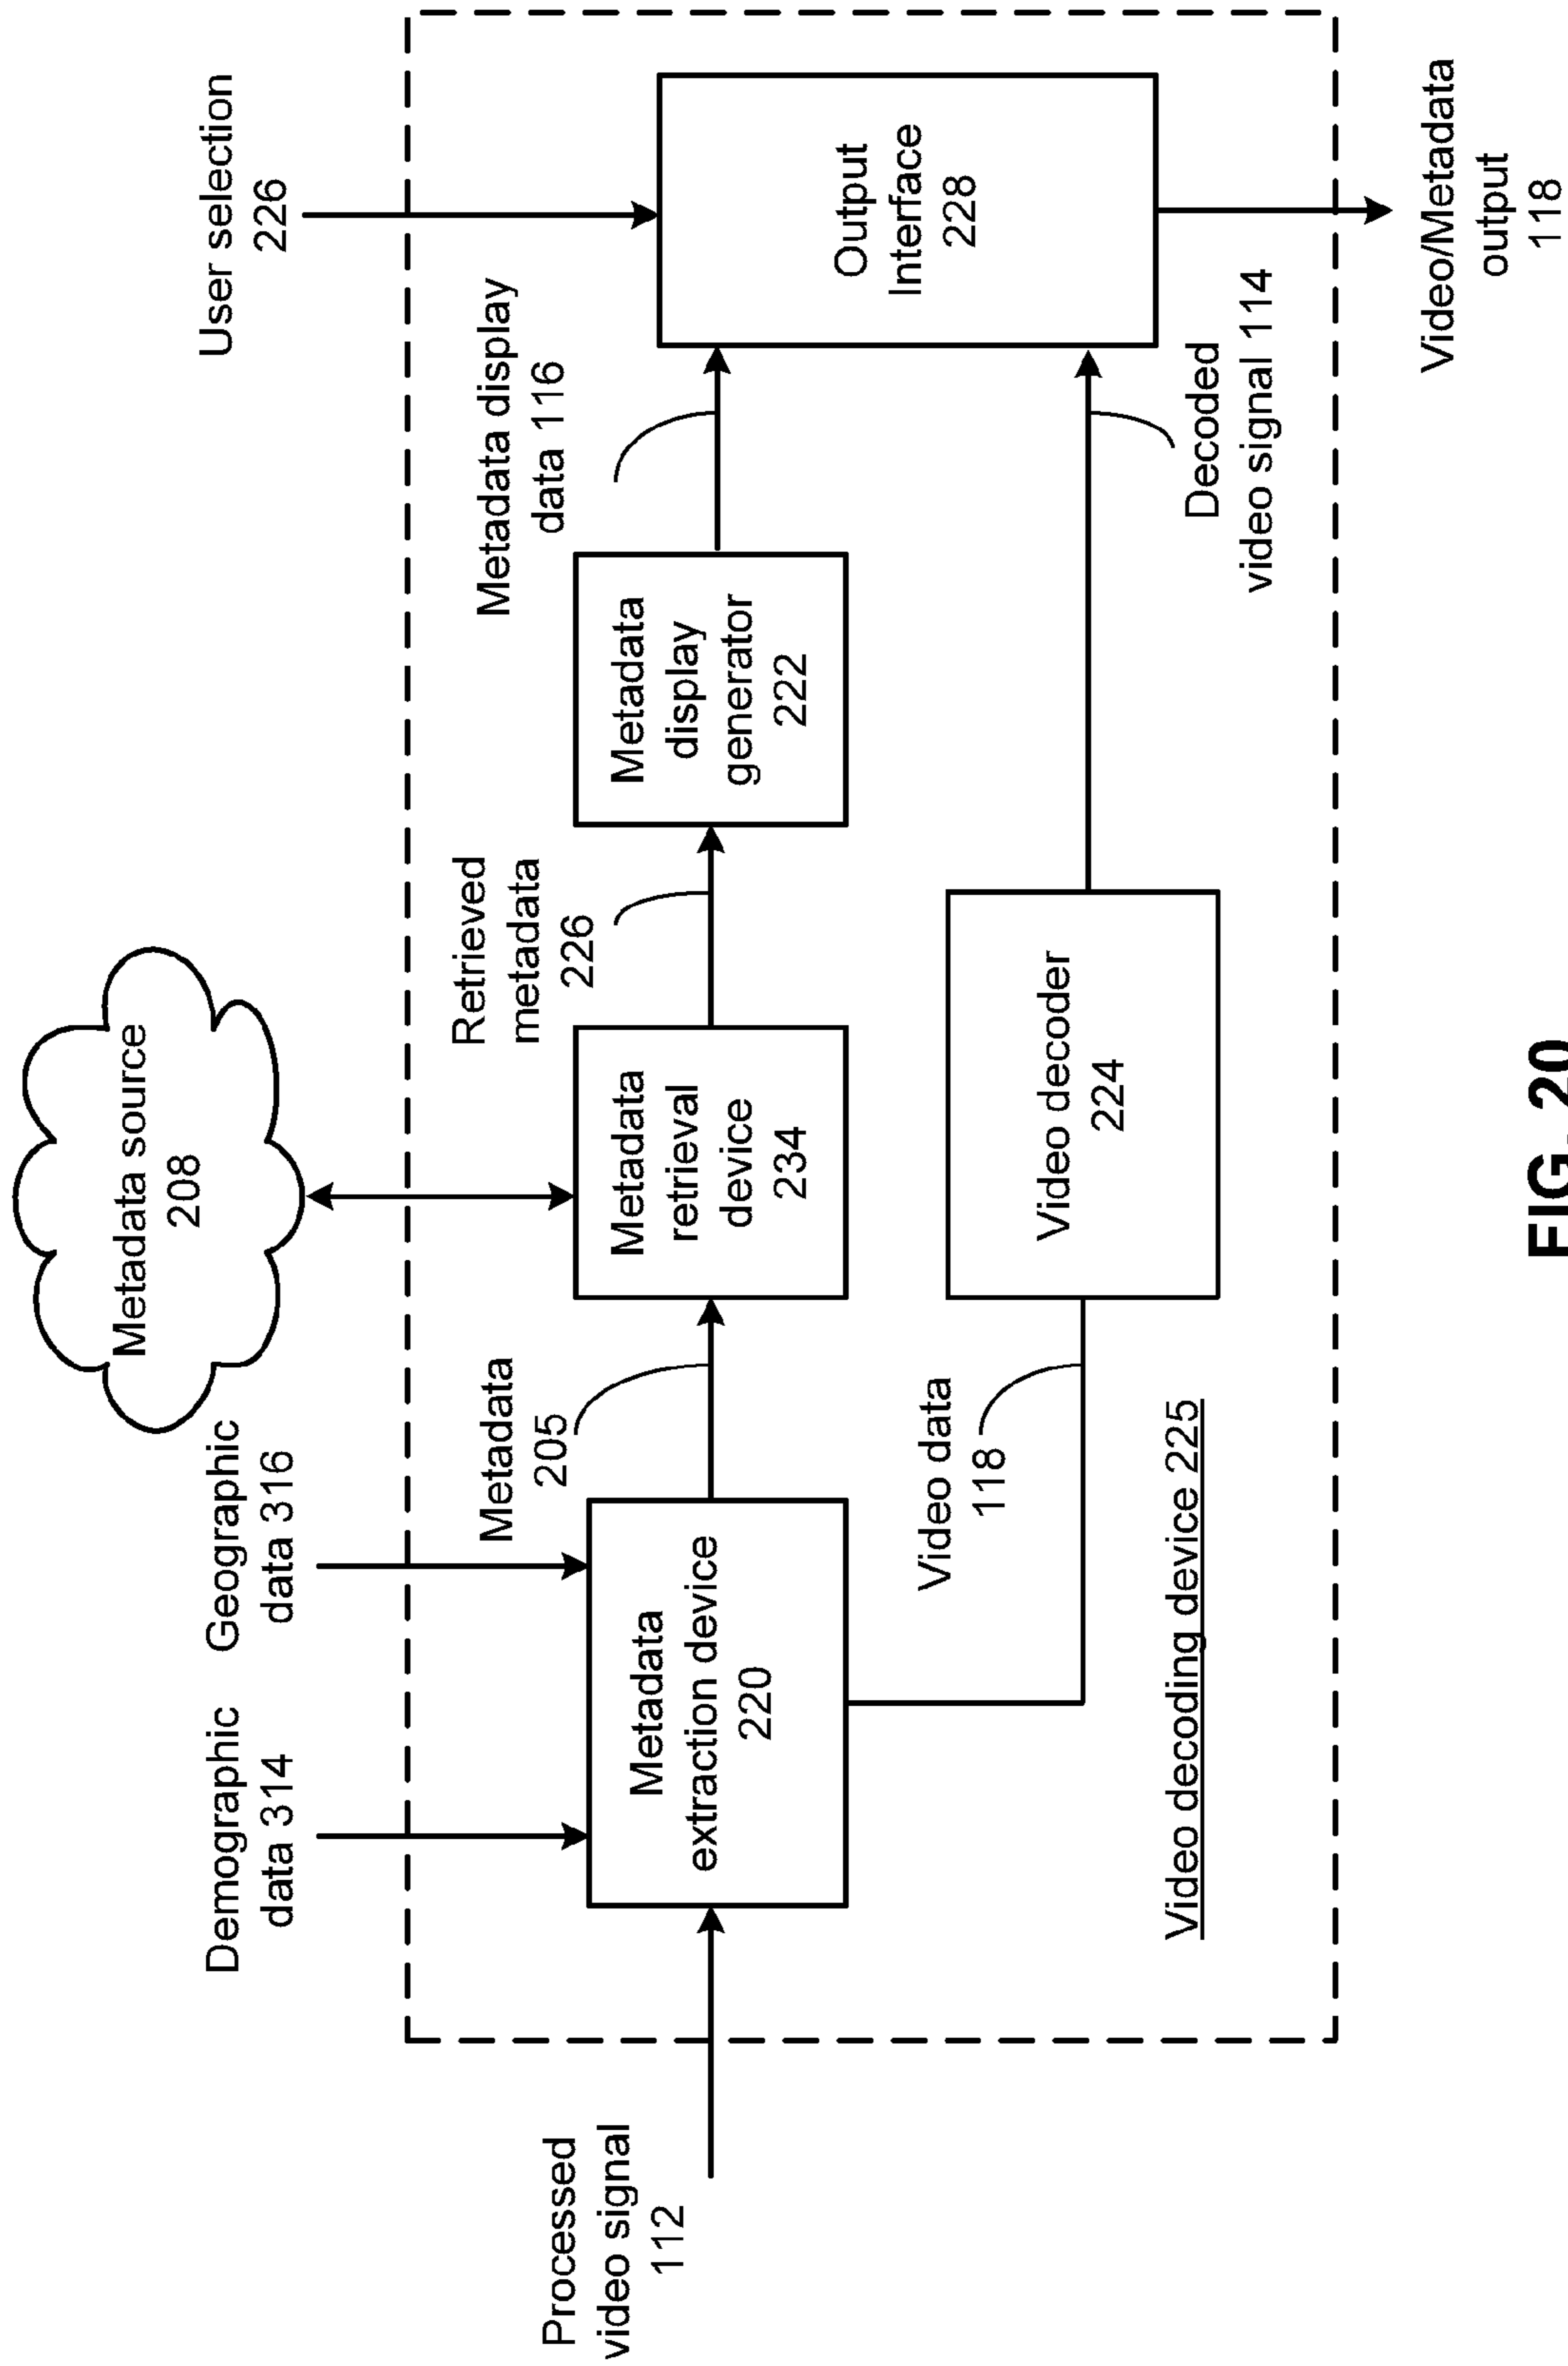 Metadata source
208
Demographic
data 314
Geographic
data 316
User selection
226
Processed
video signal
112
Metadata
extraction device
220
Metadata
205
Metadata
retrieval
device
234
Retrieved
metadata
226
Metadata
display
generator
222
Metadata display
data 116
Output
Interface
228
Video data
118
Video decoder
224
Decoded
video signal 114
Video decoding device 225
Video/Metadata
output
118
FIG. 20